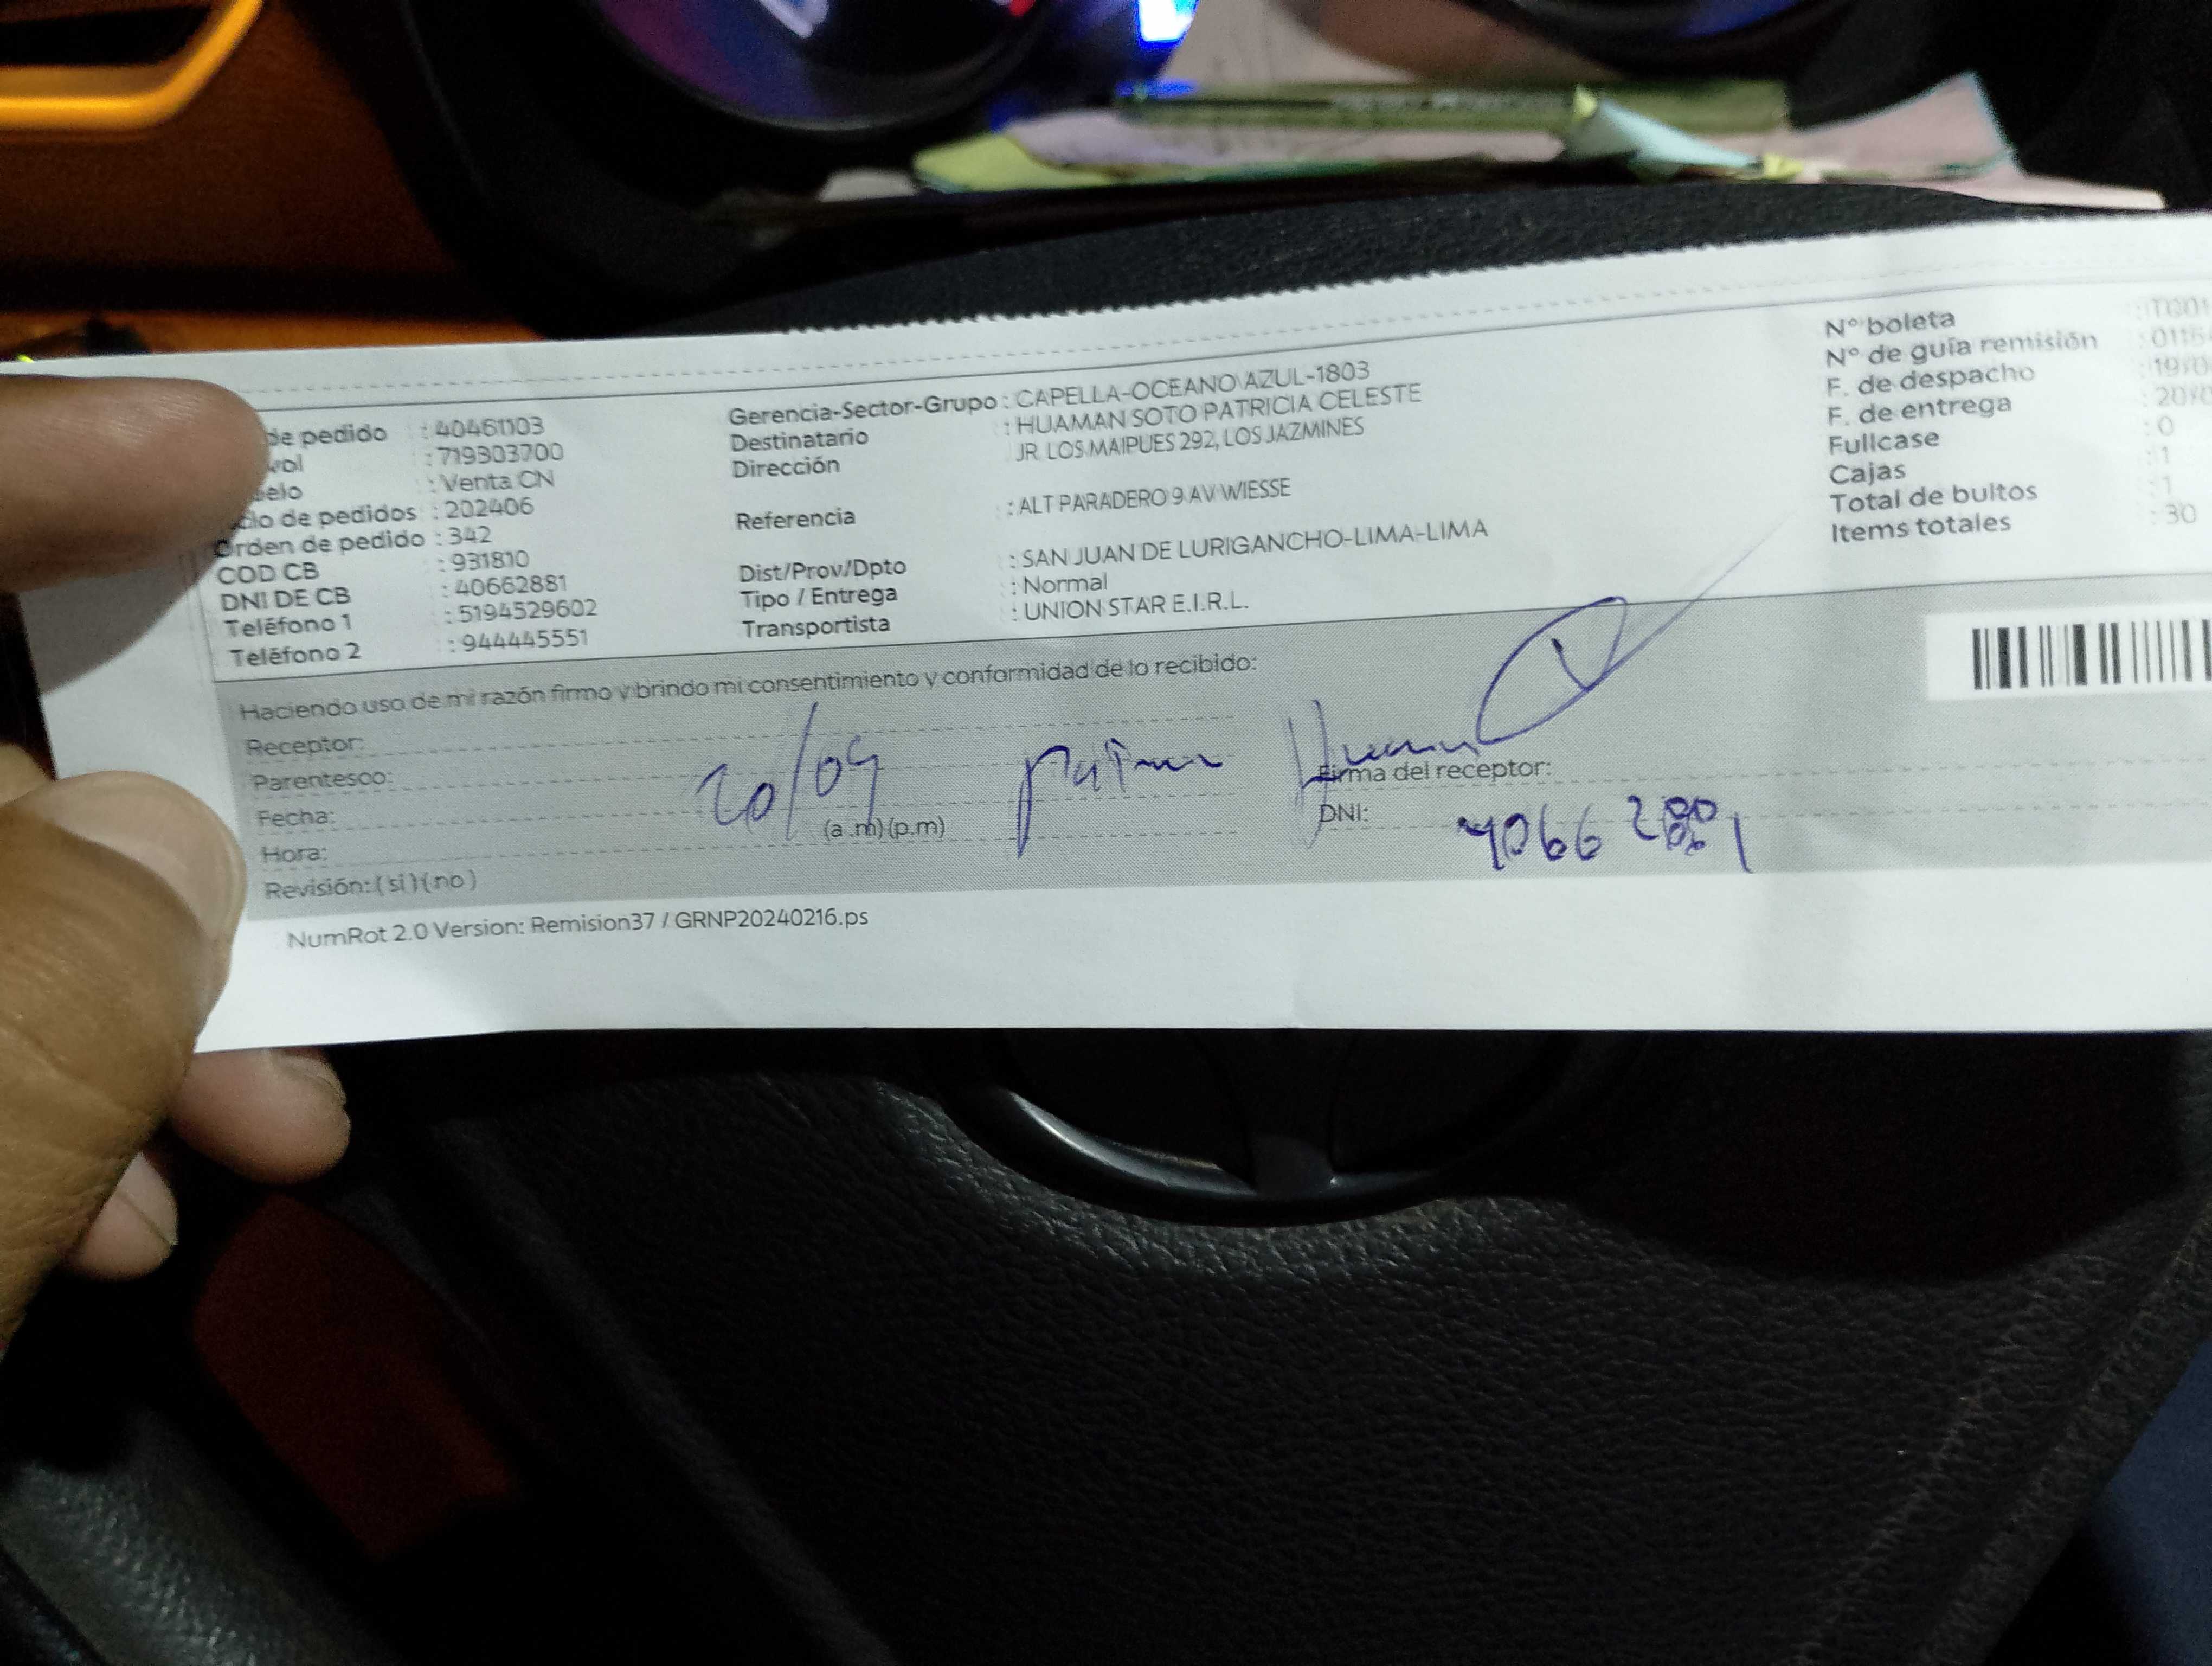 de pedido : 40461103
: 719303700
: Venta CN
de pedidos : 202406
Orden de pedido : 342
COD CB : 931810
DNI DE CB : 40662881
Teléfono 1 : 5194529602
Teléfono 2 : 944445551
Gerencia-Sector-Grupo : CAPELLA-OCEANO AZUL-1803
Destinatario : HUAMAN SOTO PATRICIA CELESTE
Dirección JR. LOS MAIPUES 292, LOS JAZMINES
Referencia : ALT PARADERO 9 AV WIESSE
Dist/Prov/Dpto : SAN JUAN DE LURIGANCHO-LIMA-LIMA
Tipo / Entrega : Normal
Transportista : UNION STAR E.I.R.L.
N° boleta
N° de guía remisión
F. de despacho
F. de entrega
Fullcase : 0
Cajas : 1
Total de bultos : 1
Items totales : 30
Haciendo uso de mi razón firmo y brindo mi consentimiento y conformidad de lo recibido:
Receptor:
Parentesco:
Fecha: 20/04
Hora: (a.m)(p.m)
Revisión: (si)(no)
Huaman
Firma del receptor:
DNI: 40662881
NumRot 2.0 Version: Remision37 / GRNP20240216.ps